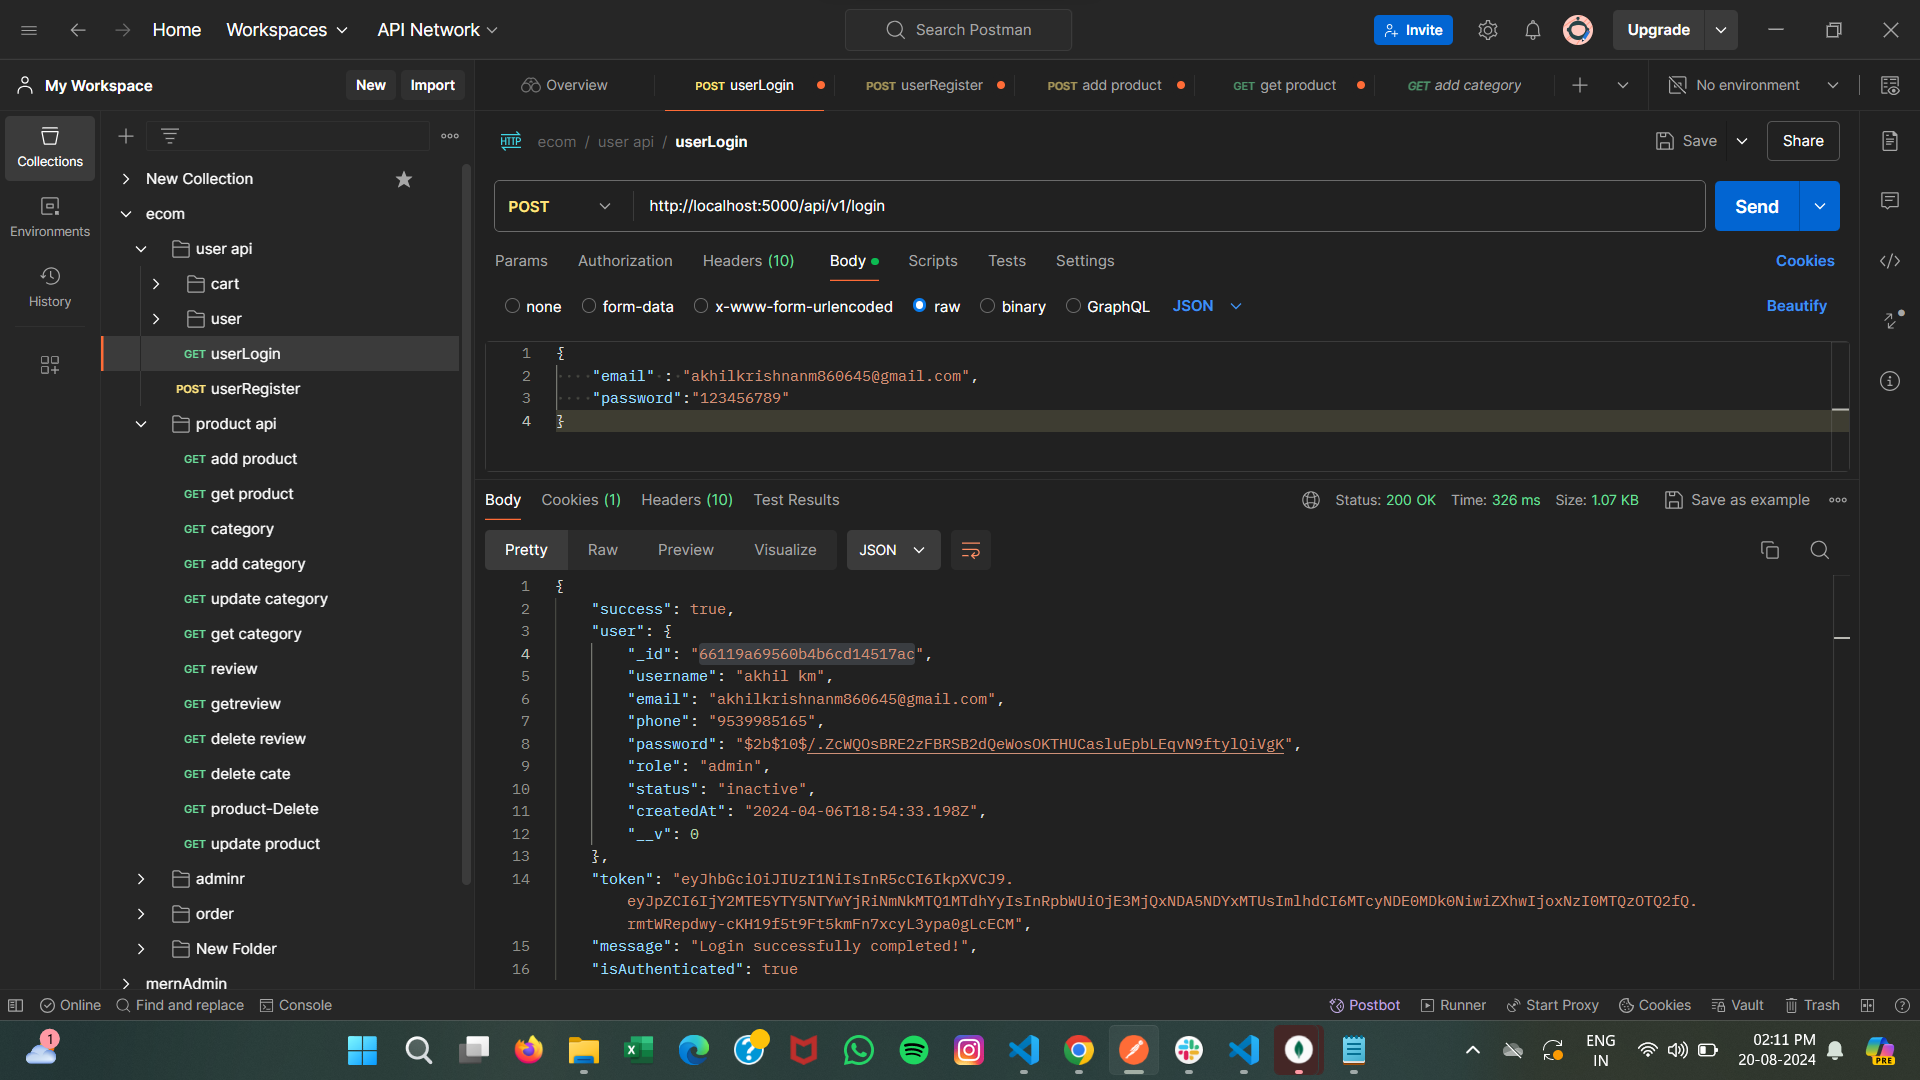 Home
Workspaces
API Network
Search Postman
Invite
Upgrade
My Workspace
New
Import
Overview
POST userLogin
POST userRegister
POST add product
GET get product
GET add category
No environment
Collections
Environments
History
New Collection
ecom
user api
cart
user
GET userLogin
POST userRegister
product api
GET add product
GET get product
GET category
GET add category
GET update category
GET get category
GET review
GET getreview
GET delete review
GET delete cate
GET product-Delete
GET update product
adminr
order
New Folder
mernAdmin
HTTP ecom / user api / userLogin
Save
Share
POST
http://localhost:5000/api/v1/login
Send
Params
Authorization
Headers (10)
Body
Scripts
Tests
Settings
Cookies
none
form-data
x-www-form-urlencoded
raw
binary
GraphQL
JSON
Beautify
1 {
2 "email" : "akhilkrishnanm860645@gmail.com",
3 "password":"123456789"
4 }
Body
Cookies (1)
Headers (10)
Test Results
Status: 200 OK
Time: 326 ms
Size: 1.07 KB
Save as example
Pretty
Raw
Preview
Visualize
JSON
1 {
2 "success": true,
3 "user": {
4 "_id": "66119a69560b4b6cd14517ac",
5 "username": "akhil km",
6 "email": "akhilkrishnanm860645@gmail.com",
7 "phone": "9539985165",
8 "password": "$2b$10$/.ZcWQOsBRE2zFBRSB2dQeWosOKTHUCasluEpbLEqvN9ftylQiVgK",
9 "role": "admin",
10 "status": "inactive",
11 "createdAt": "2024-04-06T18:54:33.198Z",
12 "__v": 0
13 },
14 "token": "eyJhbGciOiJIUzI1NiIsInR5cCI6IkpXVCJ9.
eyJpZCI6IjY2MTE5YTY5NTYwYjRiNmNkMTQ1MTdhYyIsInRpbWUiOjE3MjQxNDA5NDYxMTUsImlhdCI6MTcyNDE0MDk0NiwiZXhwIjoxNzI0MTQzOTQ2fQ.
rmtWRepdwy-cKH19f5t9Ft5kmFn7xcyL3ypa0gLcECM",
15 "message": "Login successfully completed!",
16 "isAuthenticated": true
Online
Find and replace
Console
Postbot
Runner
Start Proxy
Cookies
Vault
Trash
1
ENG
IN
02:11 PM
20-08-2024
PRE